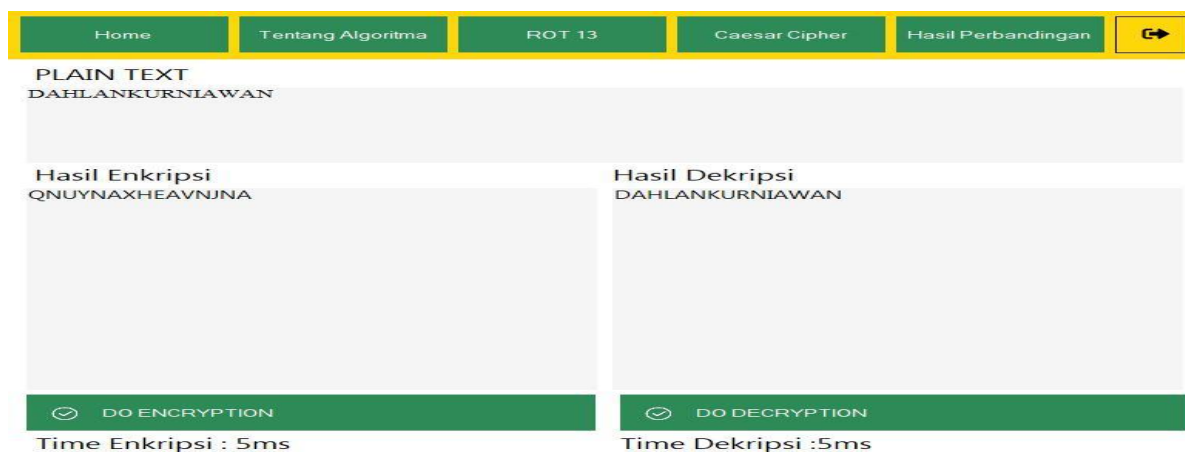 Home Tentang Algoritma ROT 13 Caesar Cipher Hasil Perbandingan
PLAIN TEXT
DAHLANKURNIAWAN
Hasil Enkripsi
QNUYNAXHEAVNJNA
Hasil Dekripsi
DAHLANKURNIAWAN
DO ENCRYPTION
DO DECRYPTION
Time Enkripsi : 5ms
Time Dekripsi :5ms